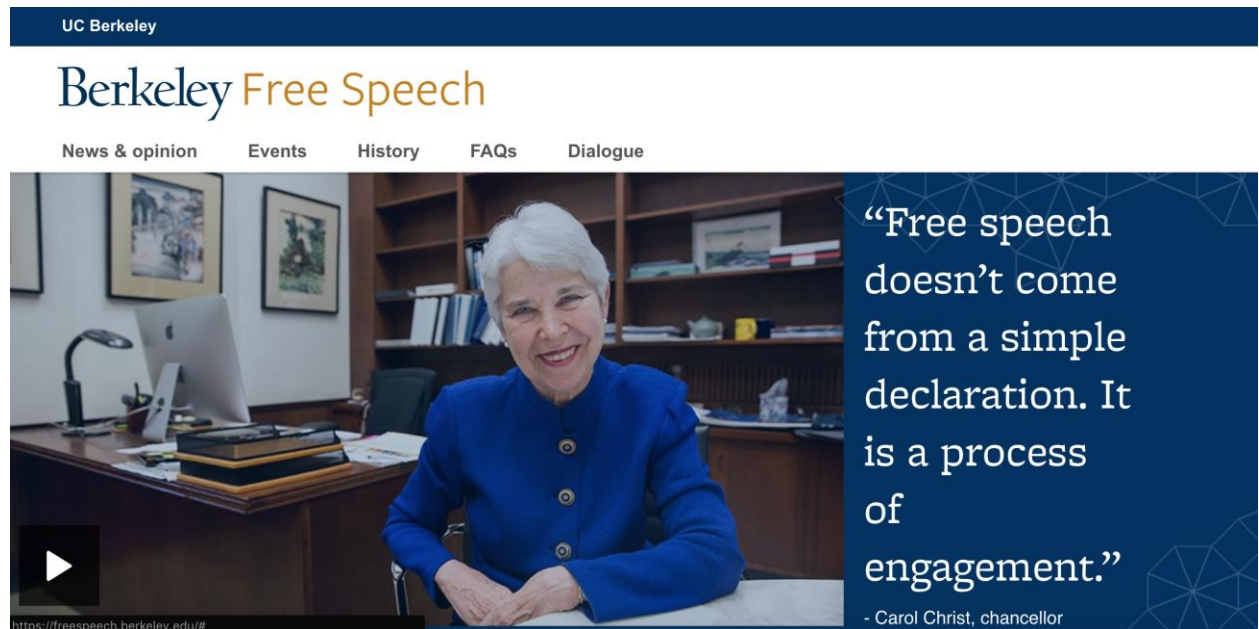 UC Berkeley
Berkeley Free Speech
News & opinion Events History FAQs Dialogue
“Free speech
doesn’t come
from a simple
declaration. It
is a process
of
engagement.”
- Carol Christ, chancellor
https://freespeech.berkeley.edu/#